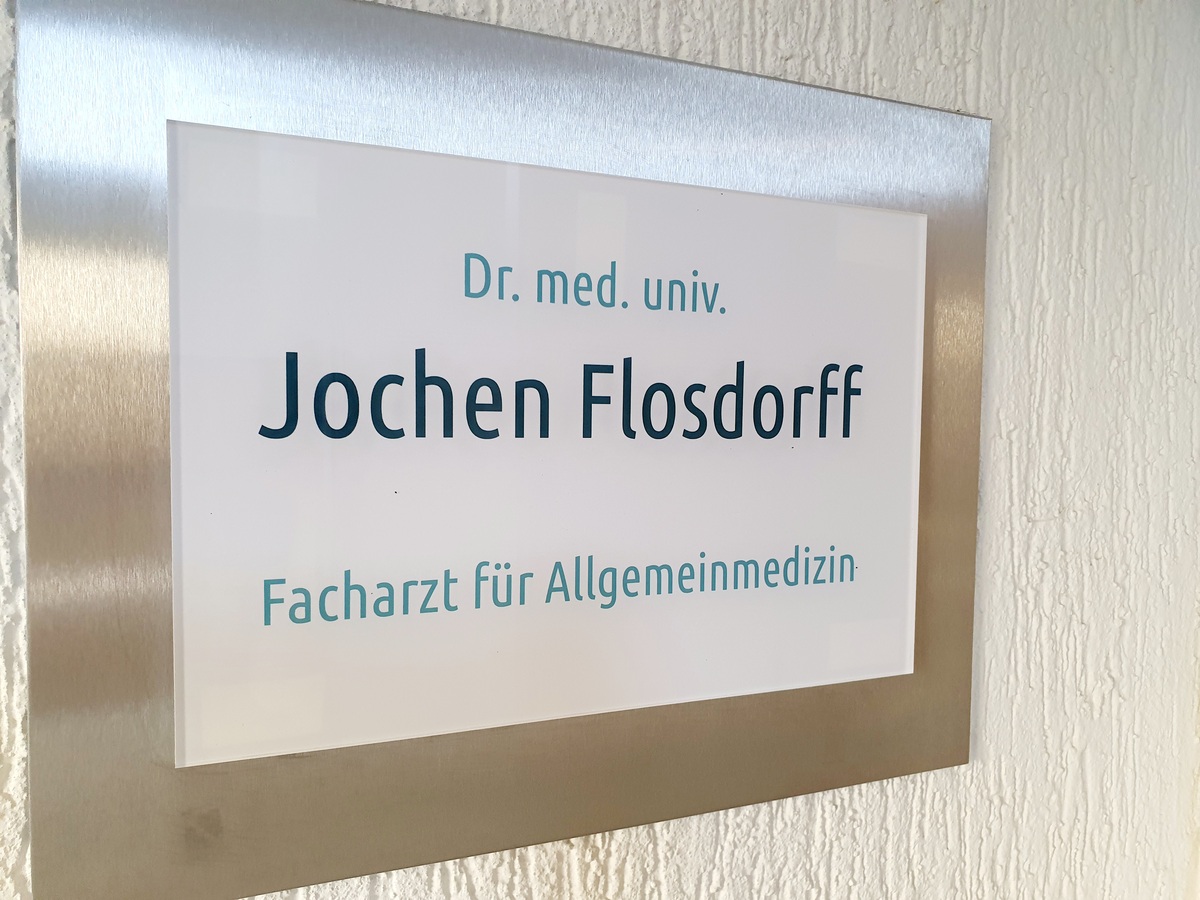 Dr. med. univ.
Jochen Flosdorff
Facharzt für Allgemeinmedizin